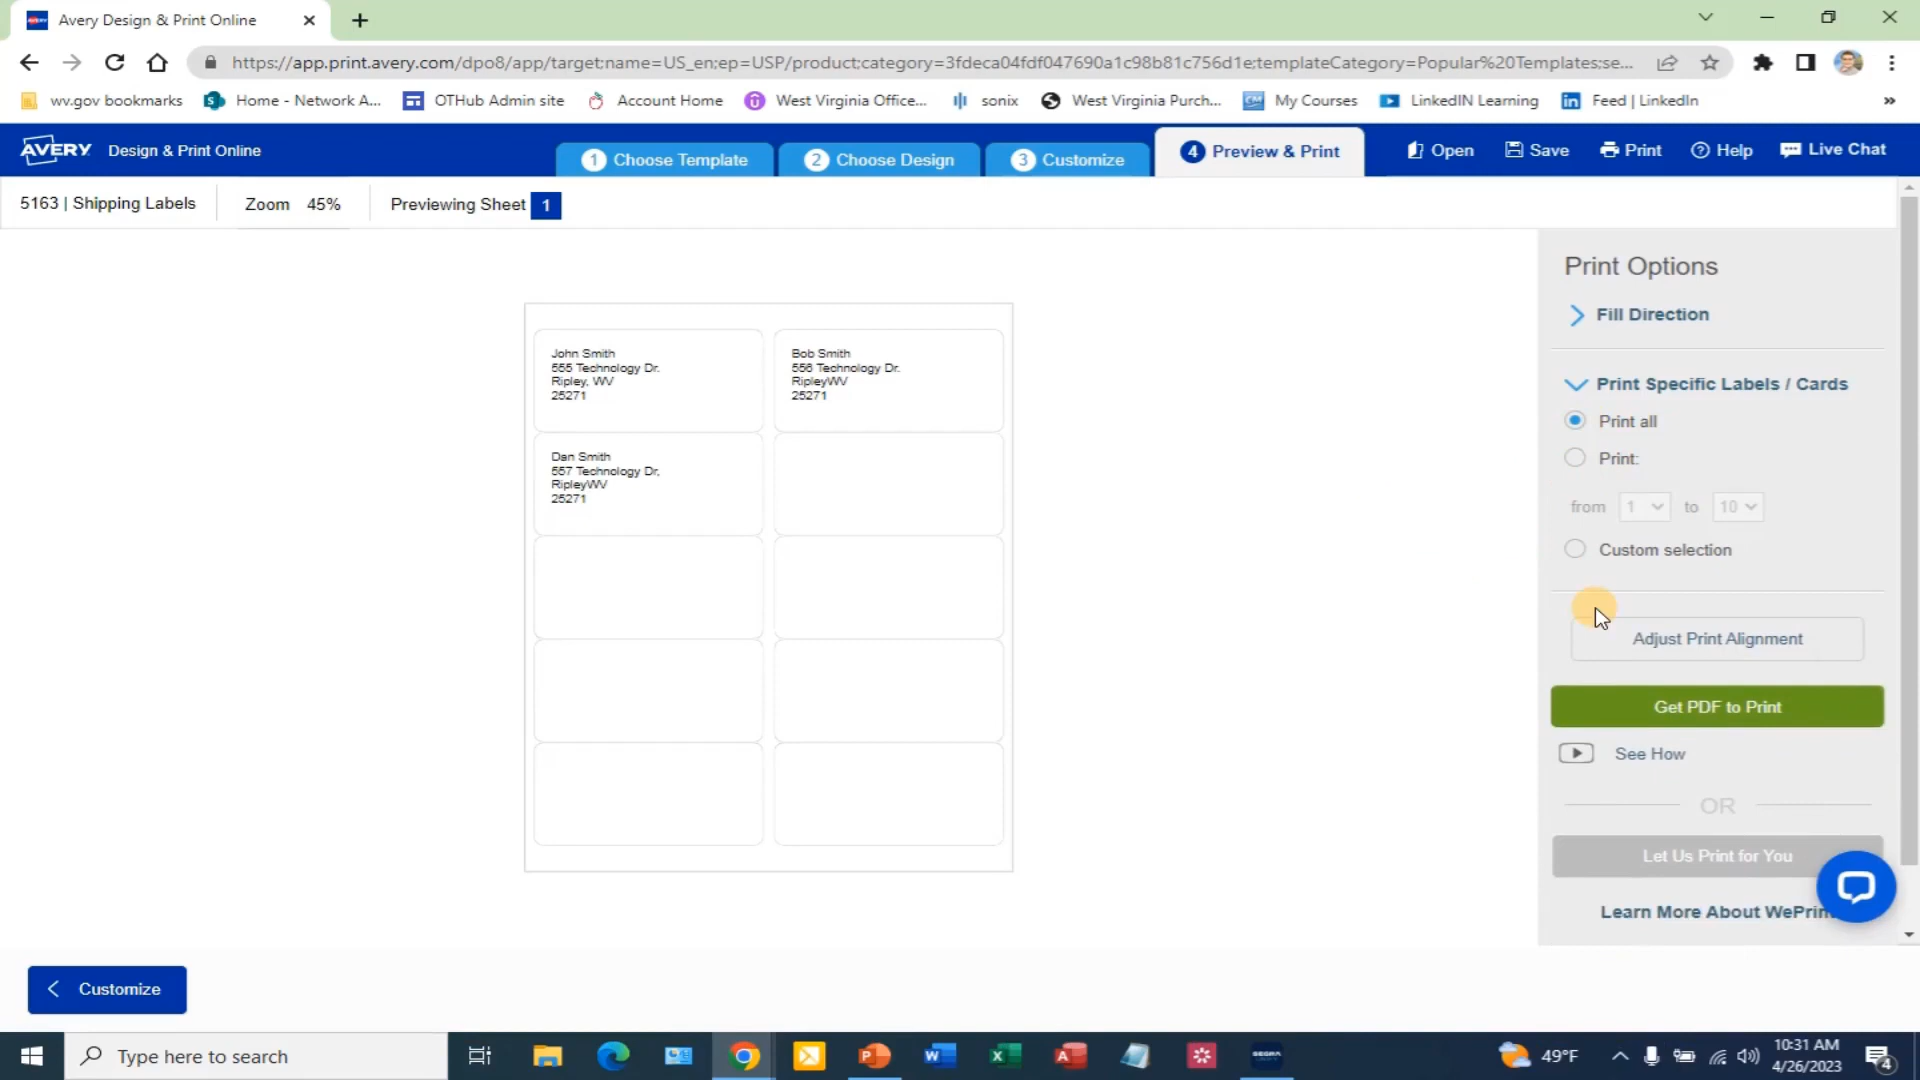 Avery Design & Print Online
https://app.print.avery.com/dpo8/app/target;name=US_en;ep=USP/product;category=3fdeca04fdf047690a1c98b81c756d1e;templateCategory=Popular%20Templates;se...
wv.gov bookmarks
Home - Network A...
OTHub Admin site
Account Home
West Virginia Office...
sonix
West Virginia Purch...
My Courses
LinkedIN Learning
Feed | LinkedIn
»
AVERY Design & Print Online
1 Choose Template
2 Choose Design
3 Customize
4 Preview & Print
Open
Save
Print
Help
Live Chat
5163 | Shipping Labels
Zoom 45%
Previewing Sheet 1
John Smith
555 Technology Dr.
Ripley, WV
25271
Bob Smith
556 Technology Dr.
RipleyWV
25271
Dan Smith
557 Technology Dr.
RipleyWV
25271
Print Options
Fill Direction
Print Specific Labels / Cards
Print all
Print:
from 1 to 10
Custom selection
Adjust Print Alignment
Get PDF to Print
See How
OR
Let Us Print for You
Learn More About WePrin
Customize
Type here to search
49°F
10:31 AM
4/26/2023
4